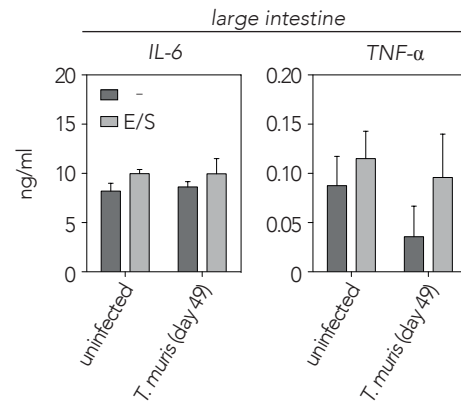 large intestine
IL-6
TNF-α
ng/ml
20
15
10
5
0
-
E/S
0.20
0.15
0.10
0.05
0
uninfected
T. muris (day 49)
uninfected
T. muris (day 49)